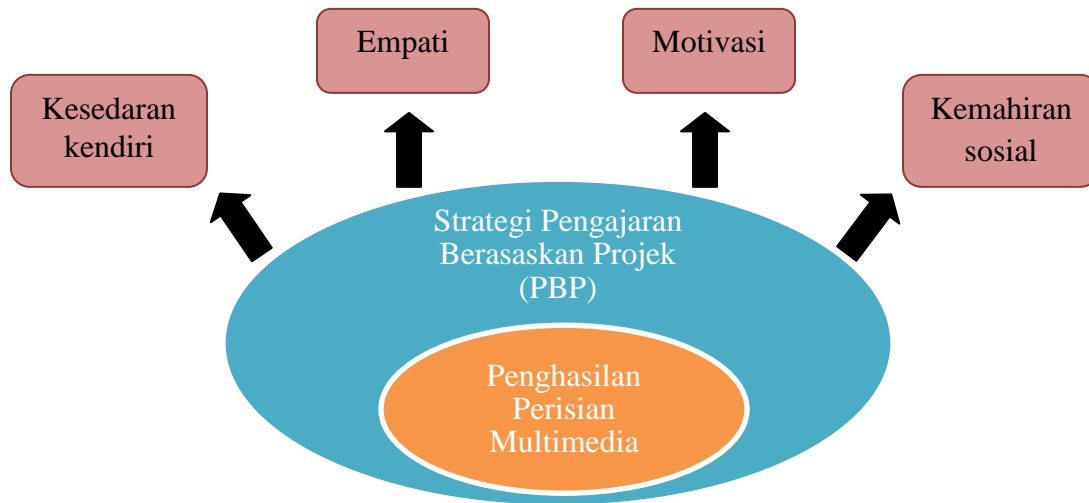 Empati
Motivasi
Kesedaran
kendiri
Kemahiran
sosial
Strategi Pengajaran
Berasaskan Projek
(PBP)
Penghasilan
Perisian
Multimedia